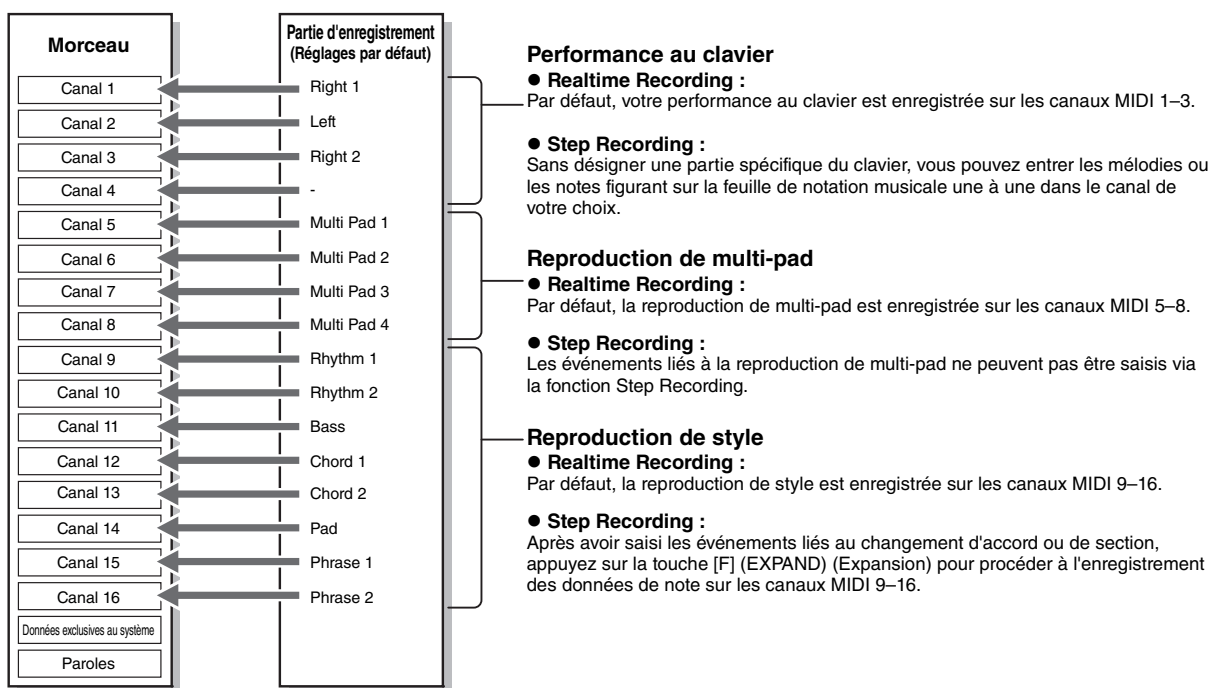 Morceau
Canal 1
Canal 2
Canal 3
Canal 4
Canal 5
Canal 6
Canal 7
Canal 8
Canal 9
Canal 10
Canal 11
Canal 12
Canal 13
Canal 14
Canal 15
Canal 16
Données exclusives au système
Paroles
Partie d'enregistrement
(Réglages par défaut)
Right 1
Left
Right 2
-
Multi Pad 1
Multi Pad 2
Multi Pad 3
Multi Pad 4
Rhythm 1
Rhythm 2
Bass
Chord 1
Chord 2
Pad
Phrase 1
Phrase 2
Performance au clavier
● Realtime Recording :
Par défaut, votre performance au clavier est enregistrée sur les canaux MIDI 1–3.
● Step Recording :
Sans désigner une partie spécifique du clavier, vous pouvez entrer les mélodies ou
les notes figurant sur la feuille de notation musicale une à une dans le canal de
votre choix.
Reproduction de multi-pad
● Realtime Recording :
Par défaut, la reproduction de multi-pad est enregistrée sur les canaux MIDI 5–8.
● Step Recording :
Les événements liés à la reproduction de multi-pad ne peuvent pas être saisis via
la fonction Step Recording.
Reproduction de style
● Realtime Recording :
Par défaut, la reproduction de style est enregistrée sur les canaux MIDI 9–16.
● Step Recording :
Après avoir saisi les événements liés au changement d'accord ou de section,
appuyez sur la touche [F] (EXPAND) (Expansion) pour procéder à l'enregistrement
des données de note sur les canaux MIDI 9–16.